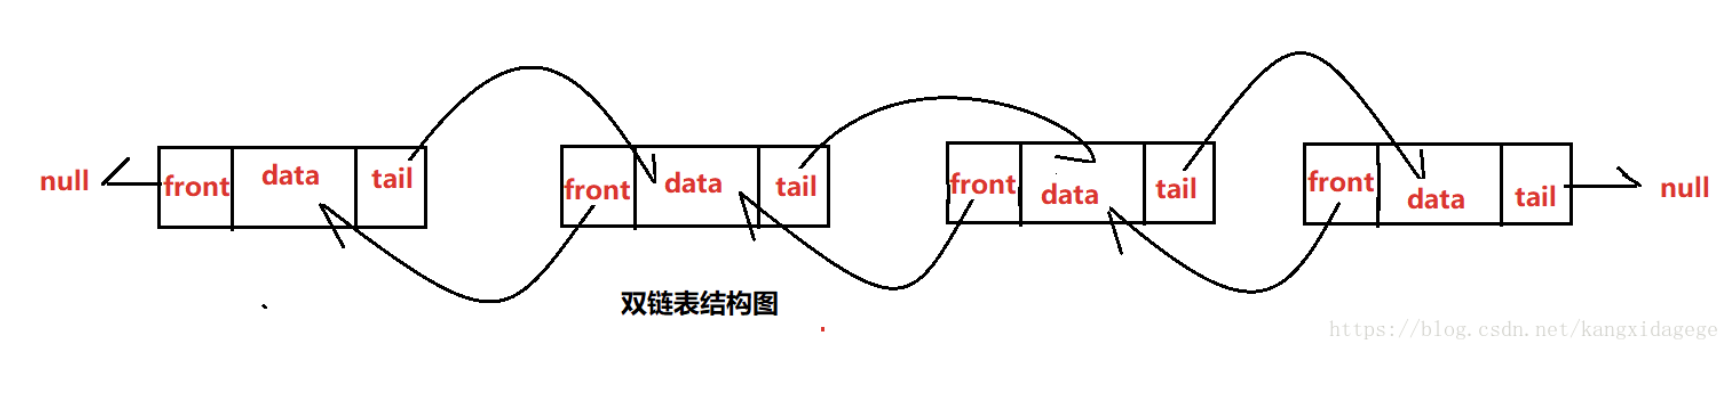 null front data tail front data tail front data tail front data tail null
双链表结构图
https://blog.csdn.net/kangxidagege